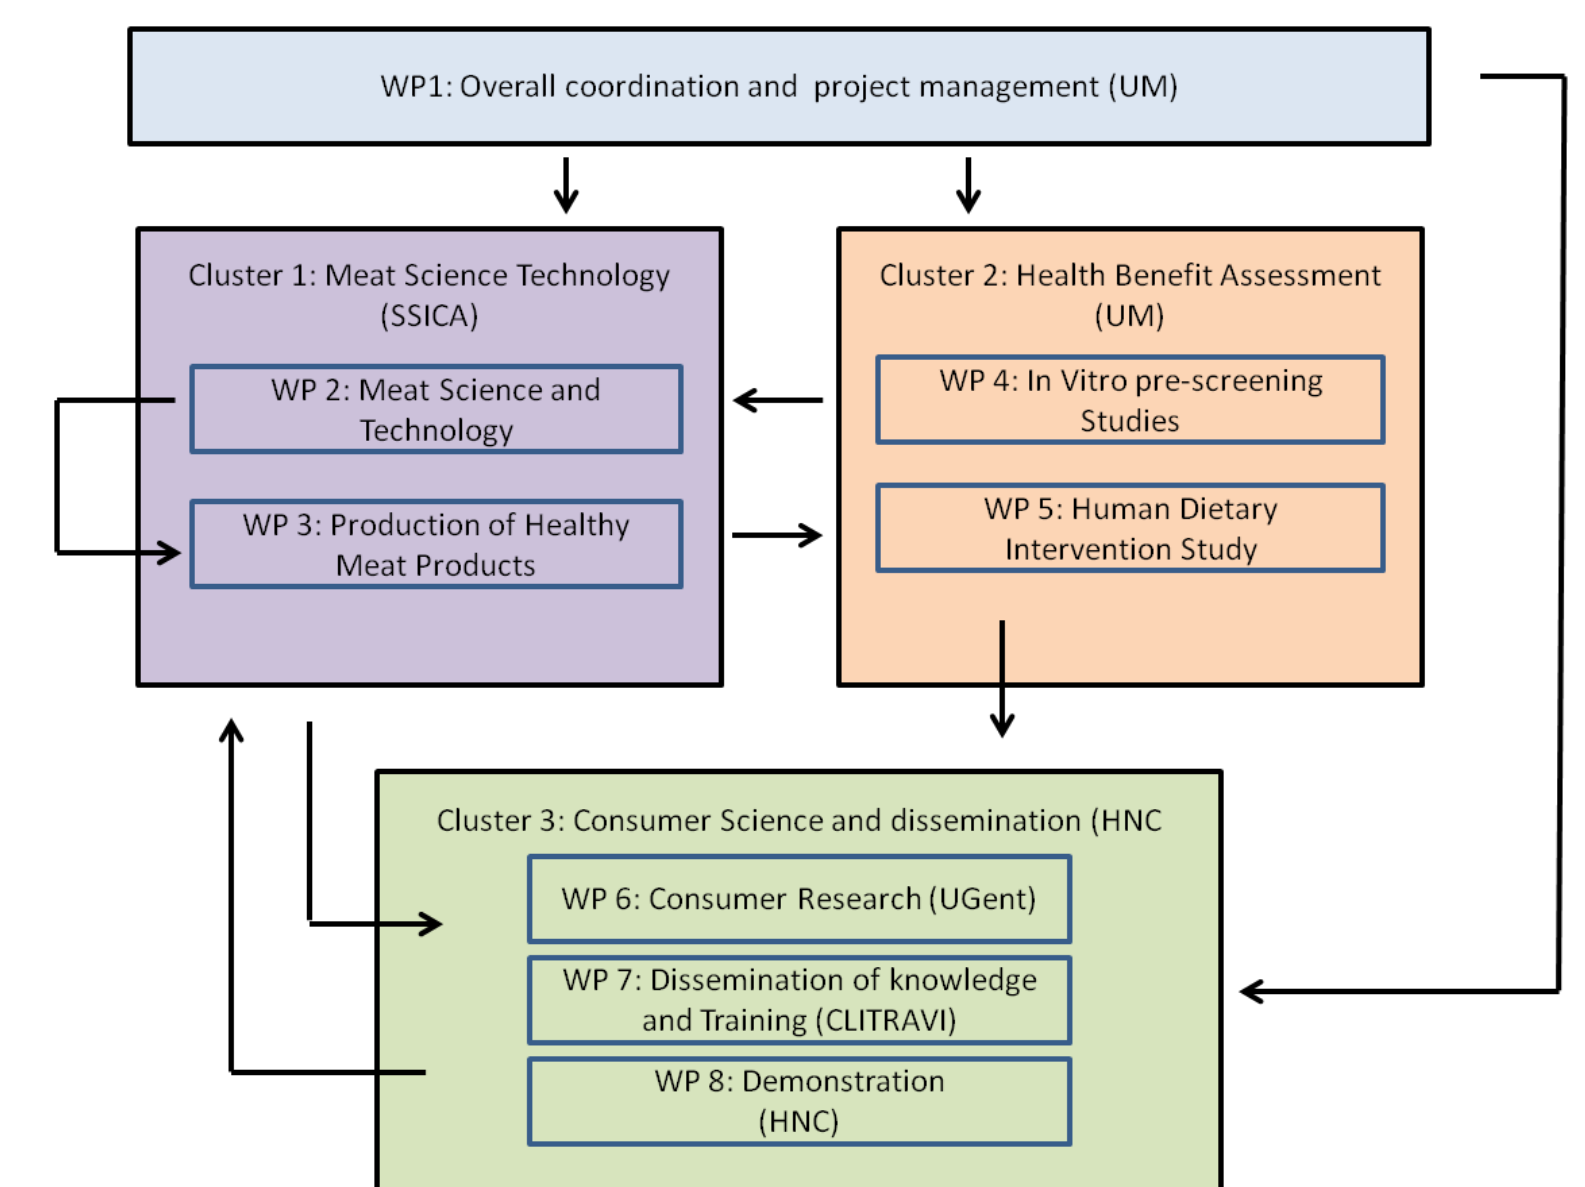 WP1: Overall coordination and project management (UM)
Cluster 1: Meat Science Technology
(SSICA)
WP 2: Meat Science and
Technology
WP 3: Production of Healthy
Meat Products
Cluster 2: Health Benefit Assessment
(UM)
WP 4: In Vitro pre-screening
Studies
WP 5: Human Dietary
Intervention Study
Cluster 3: Consumer Science and dissemination (HNC
WP 6: Consumer Research (UGent)
WP 7: Dissemination of knowledge
and Training (CLITRAVI)
WP 8: Demonstration
(HNC)